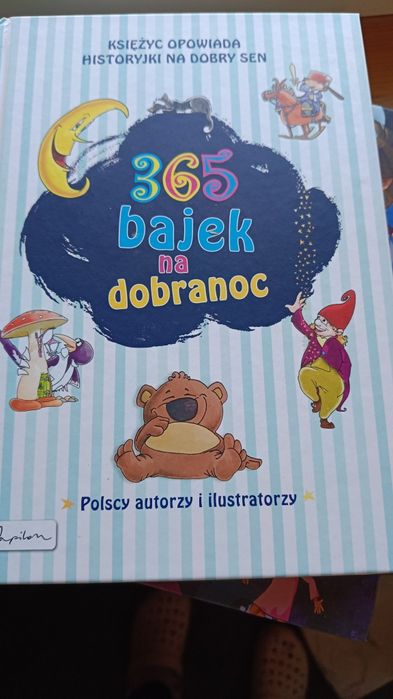 KSIĘŻYC OPOWIADA
HISTORYJKI NA DOBRY SEN
365
bajek
na
dobranoc
Polscy autorzy i ilustratorzy